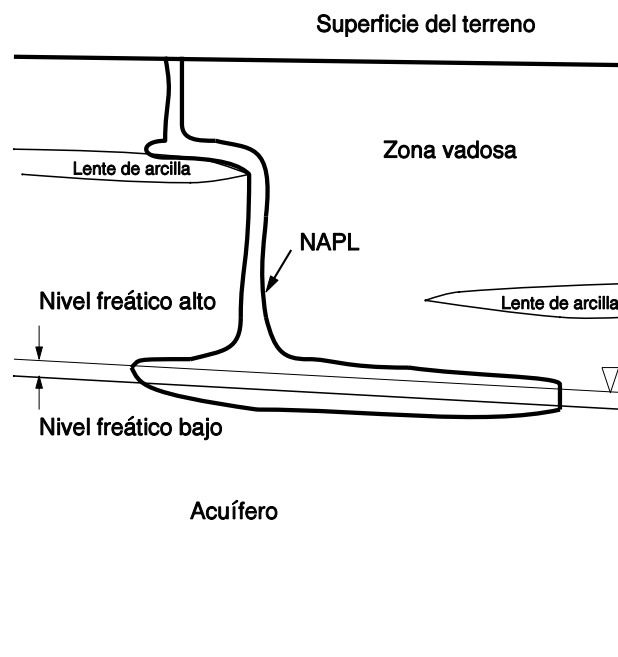 Superficie del terreno
Zona vadosa
Lente de arcilla
NAPL
Nivel freático alto
Lente de arcilla
Nivel freático bajo
Acuífero